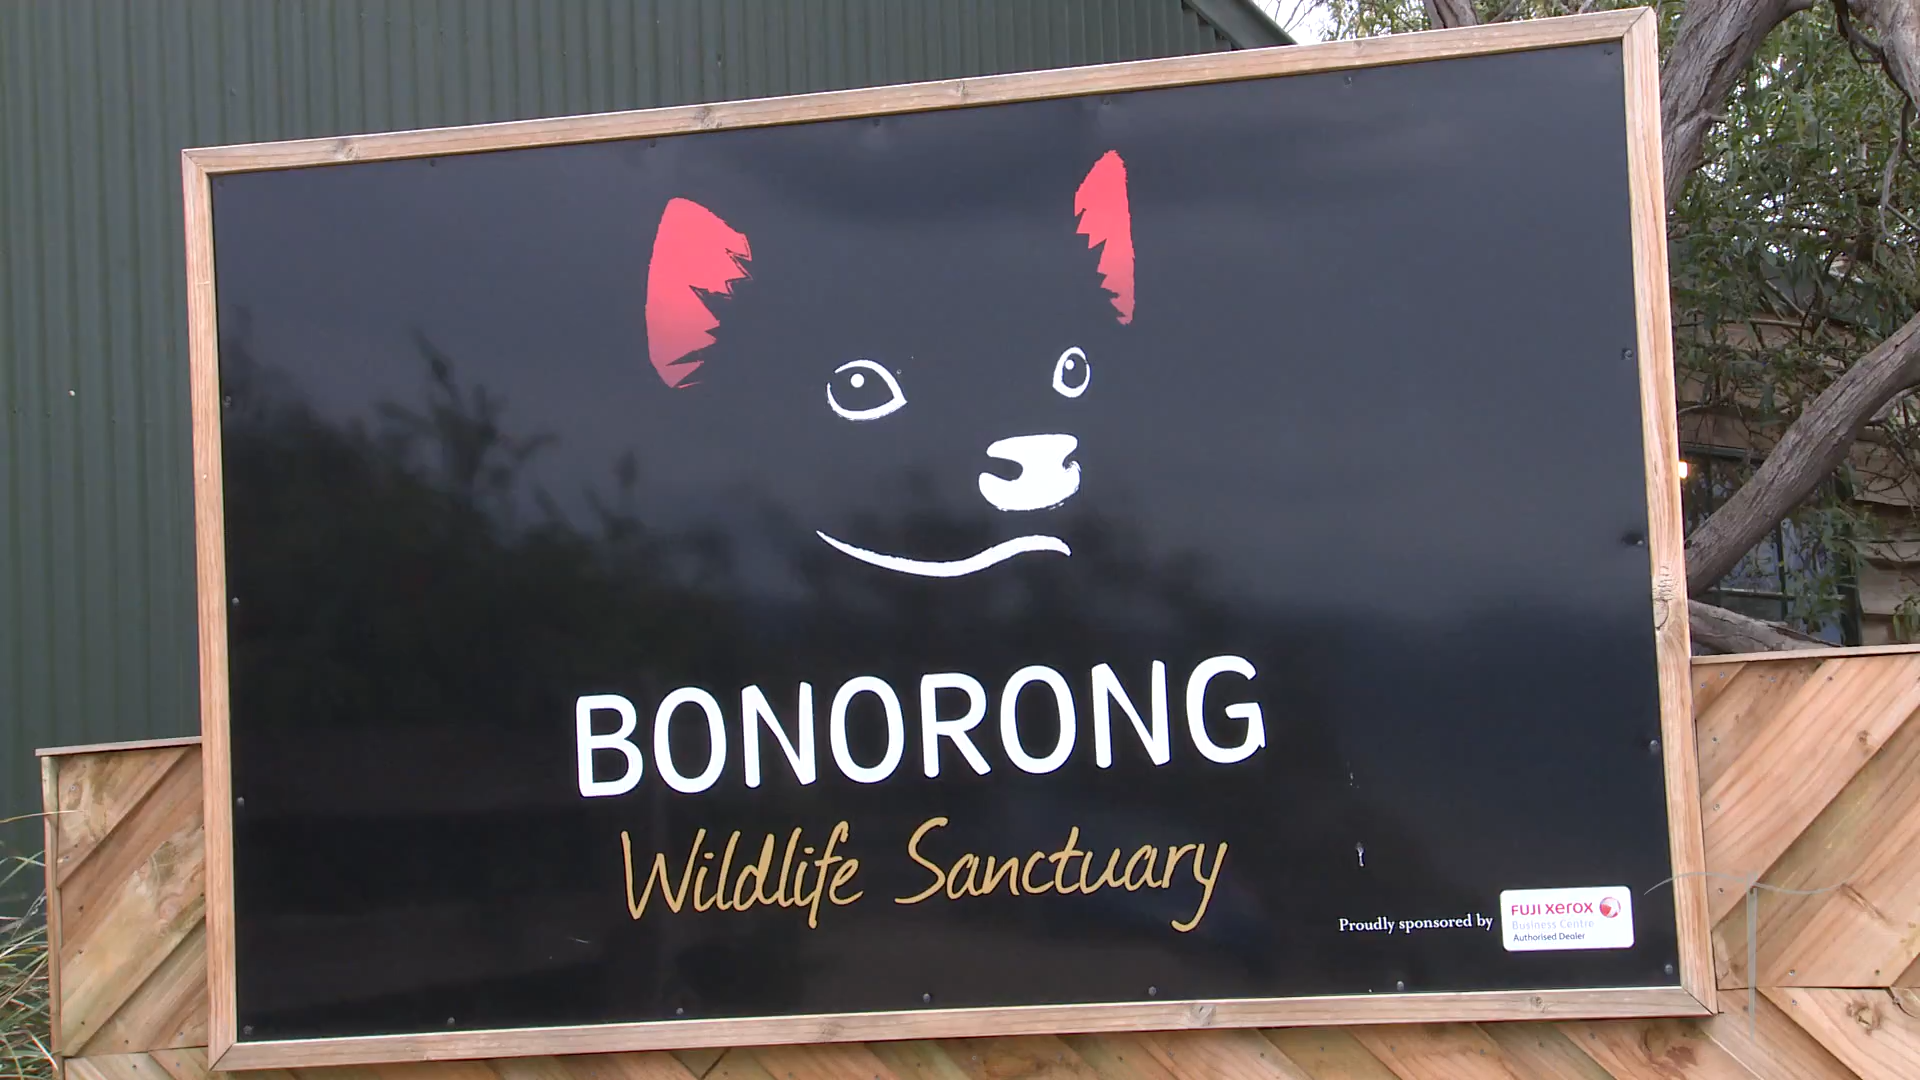 BONORONG
Wildlife Sanctuary
Proudly sponsored by
FUJI xerox
Business Centre
Authorised Dealer